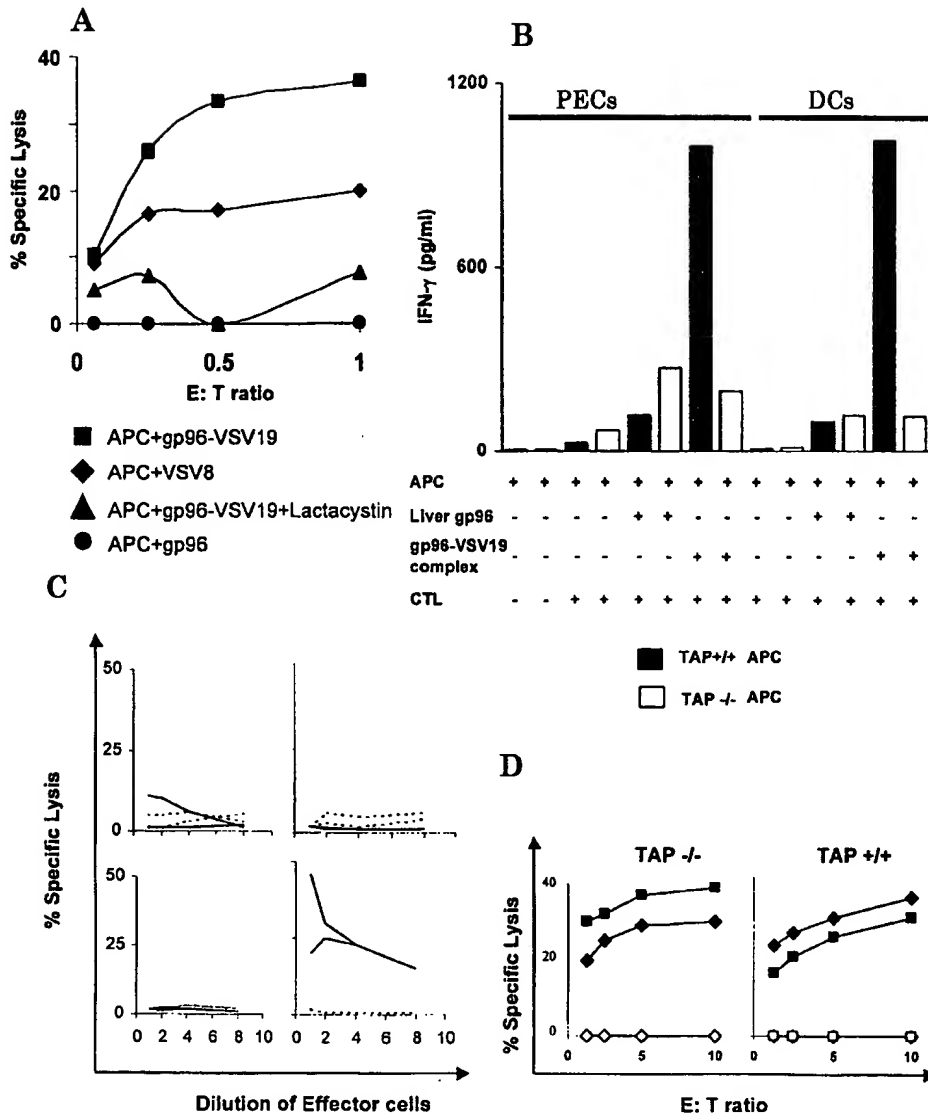 A
40
20
0
% Specific Lysis
0
0.5
1
E: T ratio
APC+gp96-VSV19
APC+VSV8
APC+gp96-VSV19+Lactacystin
APC+gp96
B
1200
600
0
IFN-γ (pg/ml)
PECs
DCs
APC + + + + + + + + + + + + + +
Liver gp96 - - - - + + - - - - + + - -
gp96-VSV19 - - - - - - + + - - - - + +
complex
CTL - - + + + + + + + + + + + +
TAP+/+ APC
TAP -/- APC
C
50
25
0
50
25
0
% Specific Lysis
0 2 4 6 8 10
0 2 4 6 8 10
Dilution of Effector cells
D
TAP -/-
TAP +/+
40
20
0
% Specific Lysis
0 5 10
0 5 10
E: T ratio